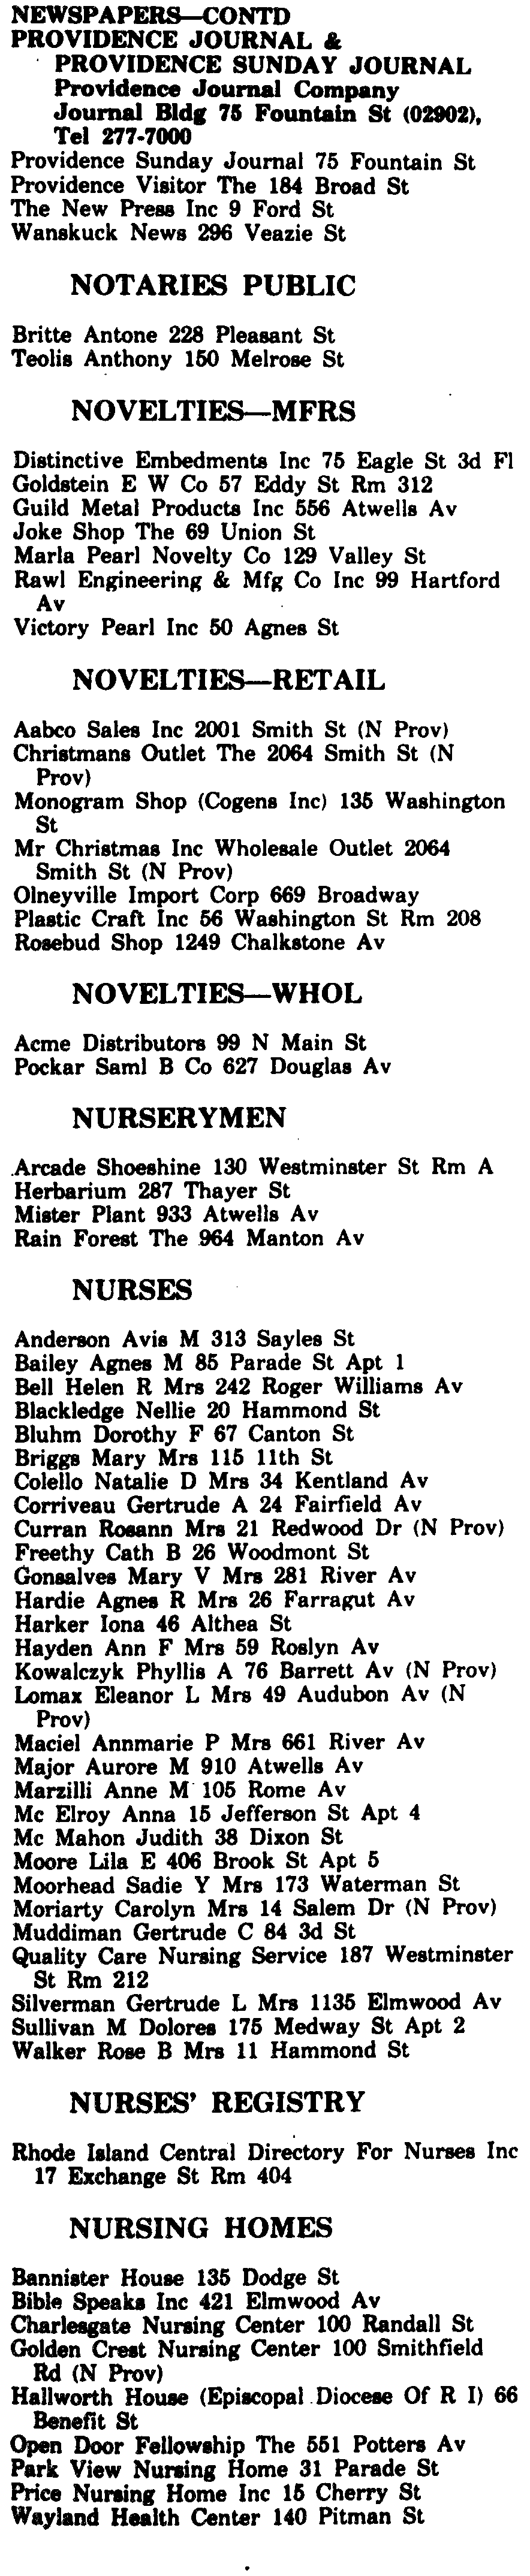 NEWSPAPERS—CONTD
PROVIDENCE JOURNAL &
PROVIDENCE SUNDAY JOURNAL
Providence Journal Company
Journal Bldg 75 Fountain St (02902),
Tel 277-7000
Providence Sunday Journal 75 Fountain St
Providence Visitor The 184 Broad St
The New Press Inc 9 Ford St
Wanskuck News 296 Veazie St
NOTARIES PUBLIC
Britte Antone 228 Pleasant St
Teolis Anthony 150 Melrose St
NOVELTIES—MFRS
Distinctive Embedments Inc 75 Eagle St 3d Fl
Goldstein E W Co 57 Eddy St Rm 312
Guild Metal Products Inc 556 Atwells Av
Joke Shop The 69 Union St
Marla Pearl Novelty Co 129 Valley St
Rawl Engineering & Mfg Co Inc 99 Hartford
Av
Victory Pearl Inc 50 Agnes St
NOVELTIES—RETAIL
Aabco Sales Inc 2001 Smith St (N Prov)
Christmans Outlet The 2064 Smith St (N
Prov)
Monogram Shop (Cogens Inc) 135 Washington
St
Mr Christmas Inc Wholesale Outlet 2064
Smith St (N Prov)
Olneyville Import Corp 669 Broadway
Plastic Craft Inc 56 Washington St Rm 208
Rosebud Shop 1249 Chalkstone Av
NOVELTIES—WHOL
Acme Distributors 99 N Main St
Pockar Saml B Co 627 Douglas Av
NURSERYMEN
Arcade Shoeshine 130 Westminster St Rm A
Herbarium 287 Thayer St
Mister Plant 933 Atwells Av
Rain Forest The 964 Manton Av
NURSES
Anderson Avis M 313 Sayles St
Bailey Agnes M 85 Parade St Apt 1
Bell Helen R Mrs 242 Roger Williams Av
Blackledge Nellie 20 Hammond St
Bluhm Dorothy F 67 Canton St
Briggs Mary Mrs 115 11th St
Colello Natalie D Mrs 34 Kentland Av
Corriveau Gertrude A 24 Fairfield Av
Curran Rosann Mrs 21 Redwood Dr (N Prov)
Freethy Cath B 26 Woodmont St
Gonsalves Mary V Mrs 281 River Av
Hardie Agnes R Mrs 26 Farragut Av
Harker Iona 46 Althea St
Hayden Ann F Mrs 59 Roslyn Av
Kowalczyk Phyllis A 76 Barrett Av (N Prov)
Lomax Eleanor L Mrs 49 Audubon Av (N
Prov)
Maciel Annmarie P Mrs 661 River Av
Major Aurore M 910 Atwells Av
Marzilli Anne M 105 Rome Av
Mc Elroy Anna 15 Jefferson St Apt 4
Mc Mahon Judith 38 Dixon St
Moore Lila E 406 Brook St Apt 5
Moorhead Sadie Y Mrs 173 Waterman St
Moriarty Carolyn Mrs 14 Salem Dr (N Prov)
Muddiman Gertrude C 84 3d St
Quality Care Nursing Service 187 Westminster
St Rm 212
Silverman Gertrude L Mrs 1135 Elmwood Av
Sullivan M Dolores 175 Medway St Apt 2
Walker Rose B Mrs 11 Hammond St
NURSES' REGISTRY
Rhode Island Central Directory For Nurses Inc
17 Exchange St Rm 404
NURSING HOMES
Bannister House 135 Dodge St
Bible Speaks Inc 421 Elmwood Av
Charlesgate Nursing Center 100 Randall St
Golden Crest Nursing Center 100 Smithfield
Rd (N Prov)
Hallworth House (Episcopal Diocese Of R I) 66
Benefit St
Open Door Fellowship The 551 Potters Av
Park View Nursing Home 31 Parade St
Price Nursing Home Inc 15 Cherry St
Wayland Health Center 140 Pitman St